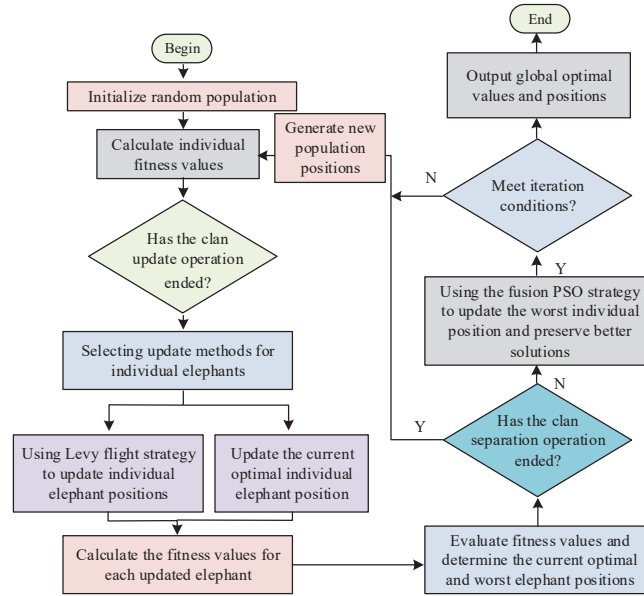 Begin
Initialize random population
Calculate individual
fitness values
Generate new
population
positions
Has the clan
update operation
ended?
Selecting update methods for
individual elephants
Using Levy flight strategy
to update individual
elephant positions
Update the current
optimal individual
elephant position
Calculate the fitness values for
each updated elephant
Evaluate fitness values and
determine the current optimal
and worst elephant positions
Has the clan
separation operation
ended?
Y
N
Using the fusion PSO strategy
to update the worst individual
position and preserve better
solutions
Y
Meet iteration
conditions?
N
Output global optimal
values and positions
End